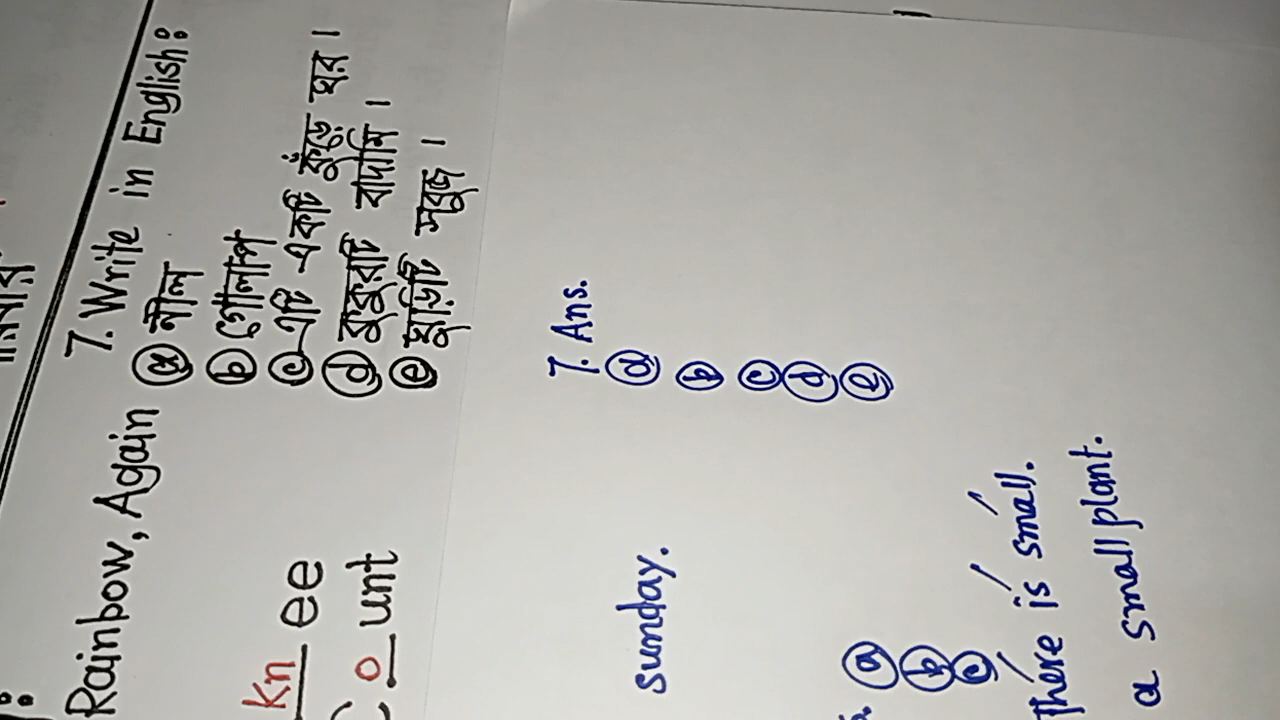 7. Write in English:
ⓐ নীল
ⓑ গোলাপ
ⓒ এটি একটি কুঁড়ে ঘর।
ⓓ কুকুরটি বাদামি।
ⓔ ঘুড়িটি সবুজ।
Rainbow, Again
kn ee
o unt
7. Ans.
ⓐ
ⓑ
ⓒ
ⓓ
ⓔ
sunday.
ⓐ
ⓑ
ⓒ
There is small.
a small plant.